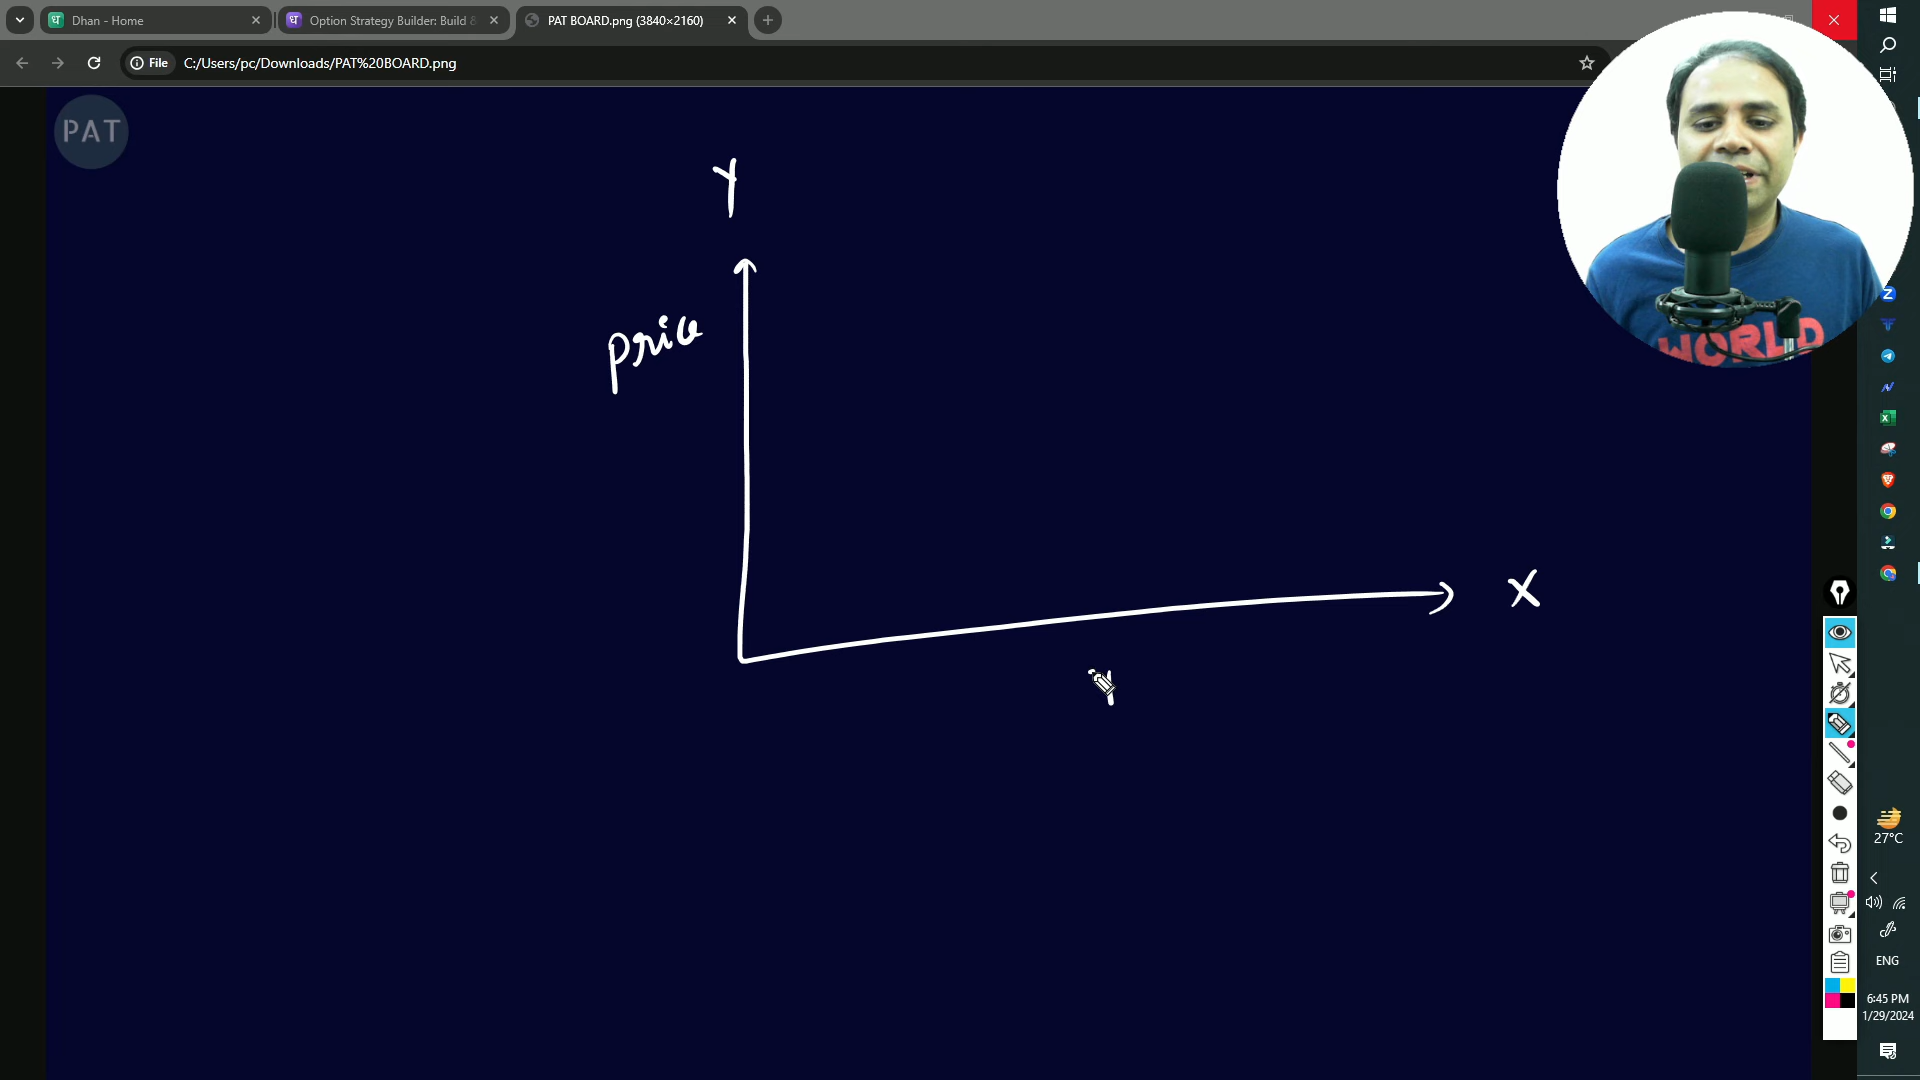 Dhan - Home
Option Strategy Builder: Build &
PAT BOARD.png (3840×2160)
File
C:/Users/pc/Downloads/PAT%20BOARD.png
PAT
Y
price
X
WORLD
27°C
ENG
6:45 PM
1/29/2024